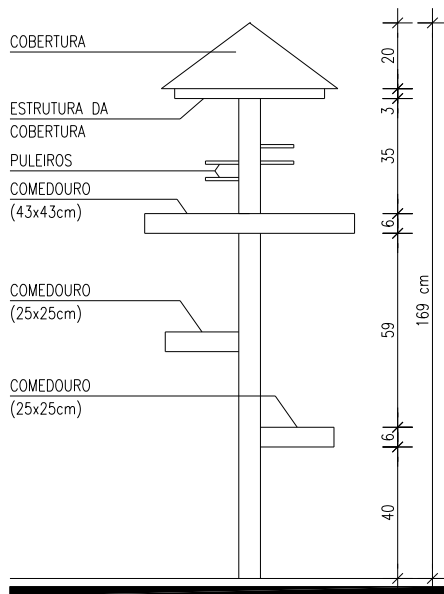 COBERTURA
ESTRUTURA DA
COBERTURA
PULEIROS
COMEDOURO
(43x43cm)
COMEDOURO
(25x25cm)
COMEDOURO
(25x25cm)
20
3
35
6
59
6
40
169 cm